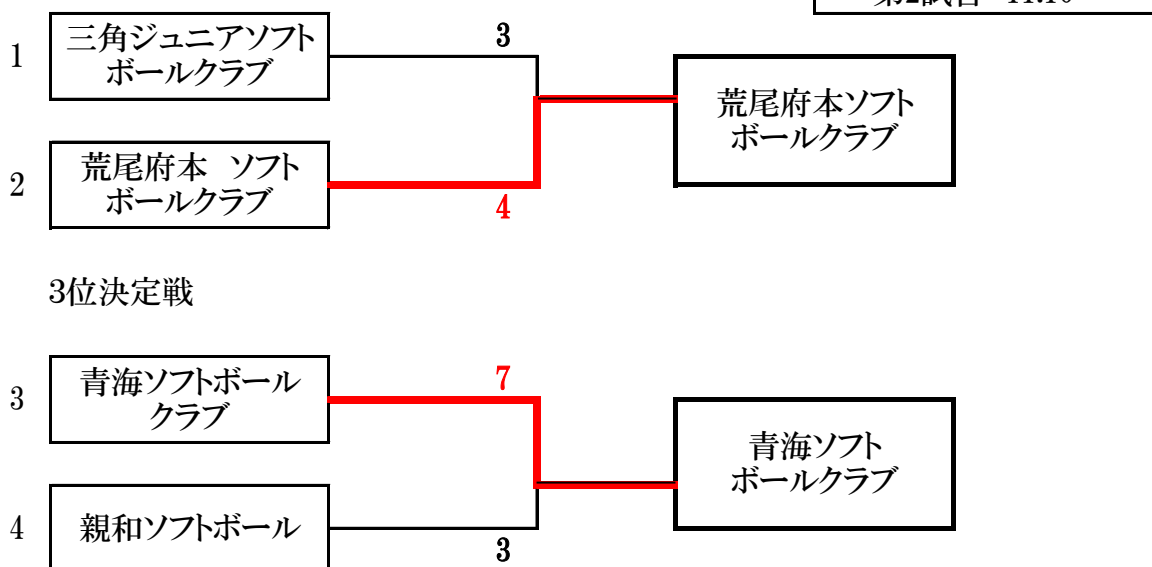 三角ジュニアソフト
ボールクラブ
1
3
荒尾府本ソフト
ボールクラブ
荒尾府本 ソフト
ボールクラブ
2
4
3位決定戦
青海ソフトボール
クラブ
3
7
青海ソフト
ボールクラブ
4
親和ソフトボール
3